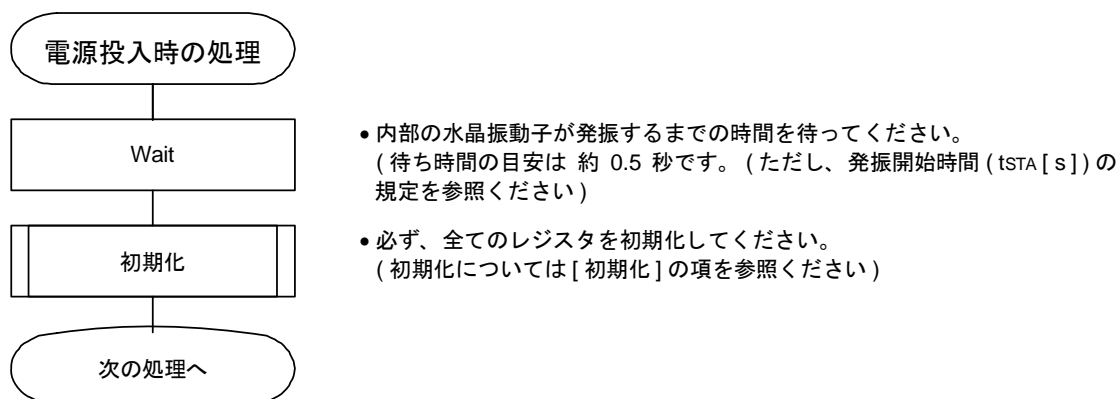 電源投入時の処理
Wait
• 内部の水晶振動子が発振するまでの時間を待ってください。
( 待ち時間の目安は 約 0.5 秒です。 ( ただし、発振開始時間 ( tSTA [ s ] ) の
規定を参照ください )
初期化
• 必ず、全てのレジスタを初期化してください。
( 初期化については [ 初期化 ] の項を参照ください )
次の処理へ